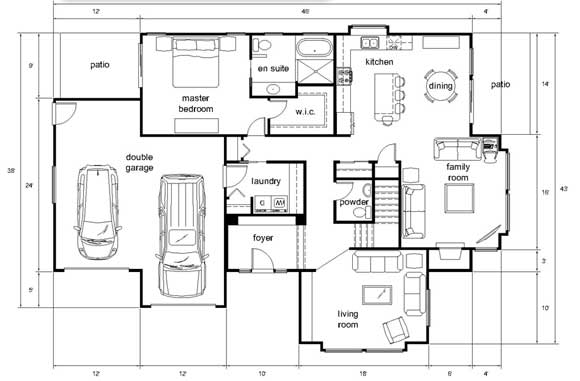 12'
48'
4'
9'
patio
en suite
kitchen
dining
patio
14'
master
bedroom
w.i.c.
38'
24'
double
garage
laundry
powder
family
room
16'
43'
foyer
3'
5'
living
room
10'
12'
12'
10'
18'
6'
4'